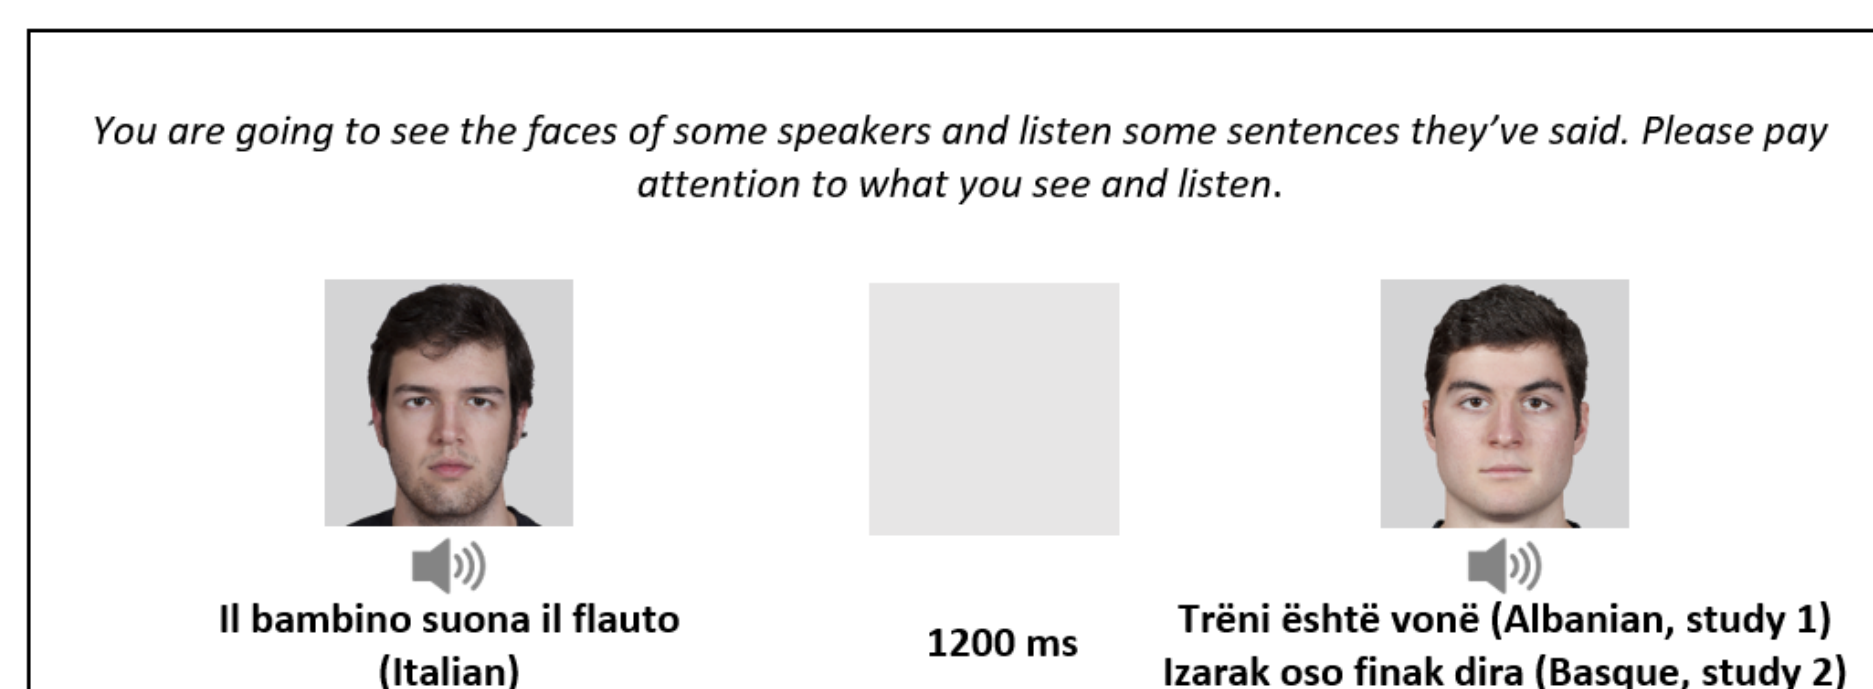 You are going to see the faces of some speakers and listen some sentences they’ve said. Please pay
attention to what you see and listen.
Il bambino suona il flauto
(Italian)
1200 ms
Trëni është vonë (Albanian, study 1)
Izarak oso finak dira (Basque, study 2)